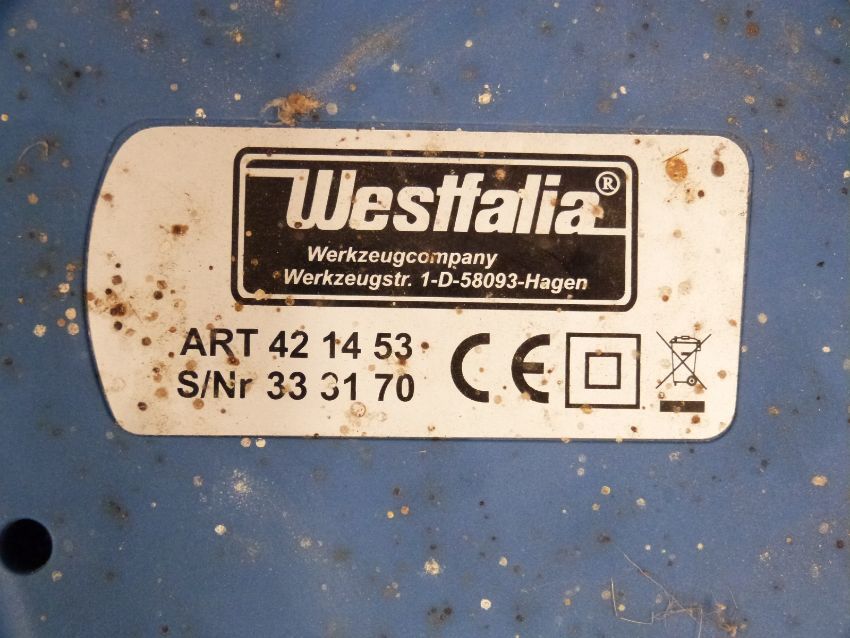 Westfalia®
Werkzeugcompany
Werkzeugstr. 1-D-58093-Hagen
ART 42 14 53
S/Nr 33 31 70
CE